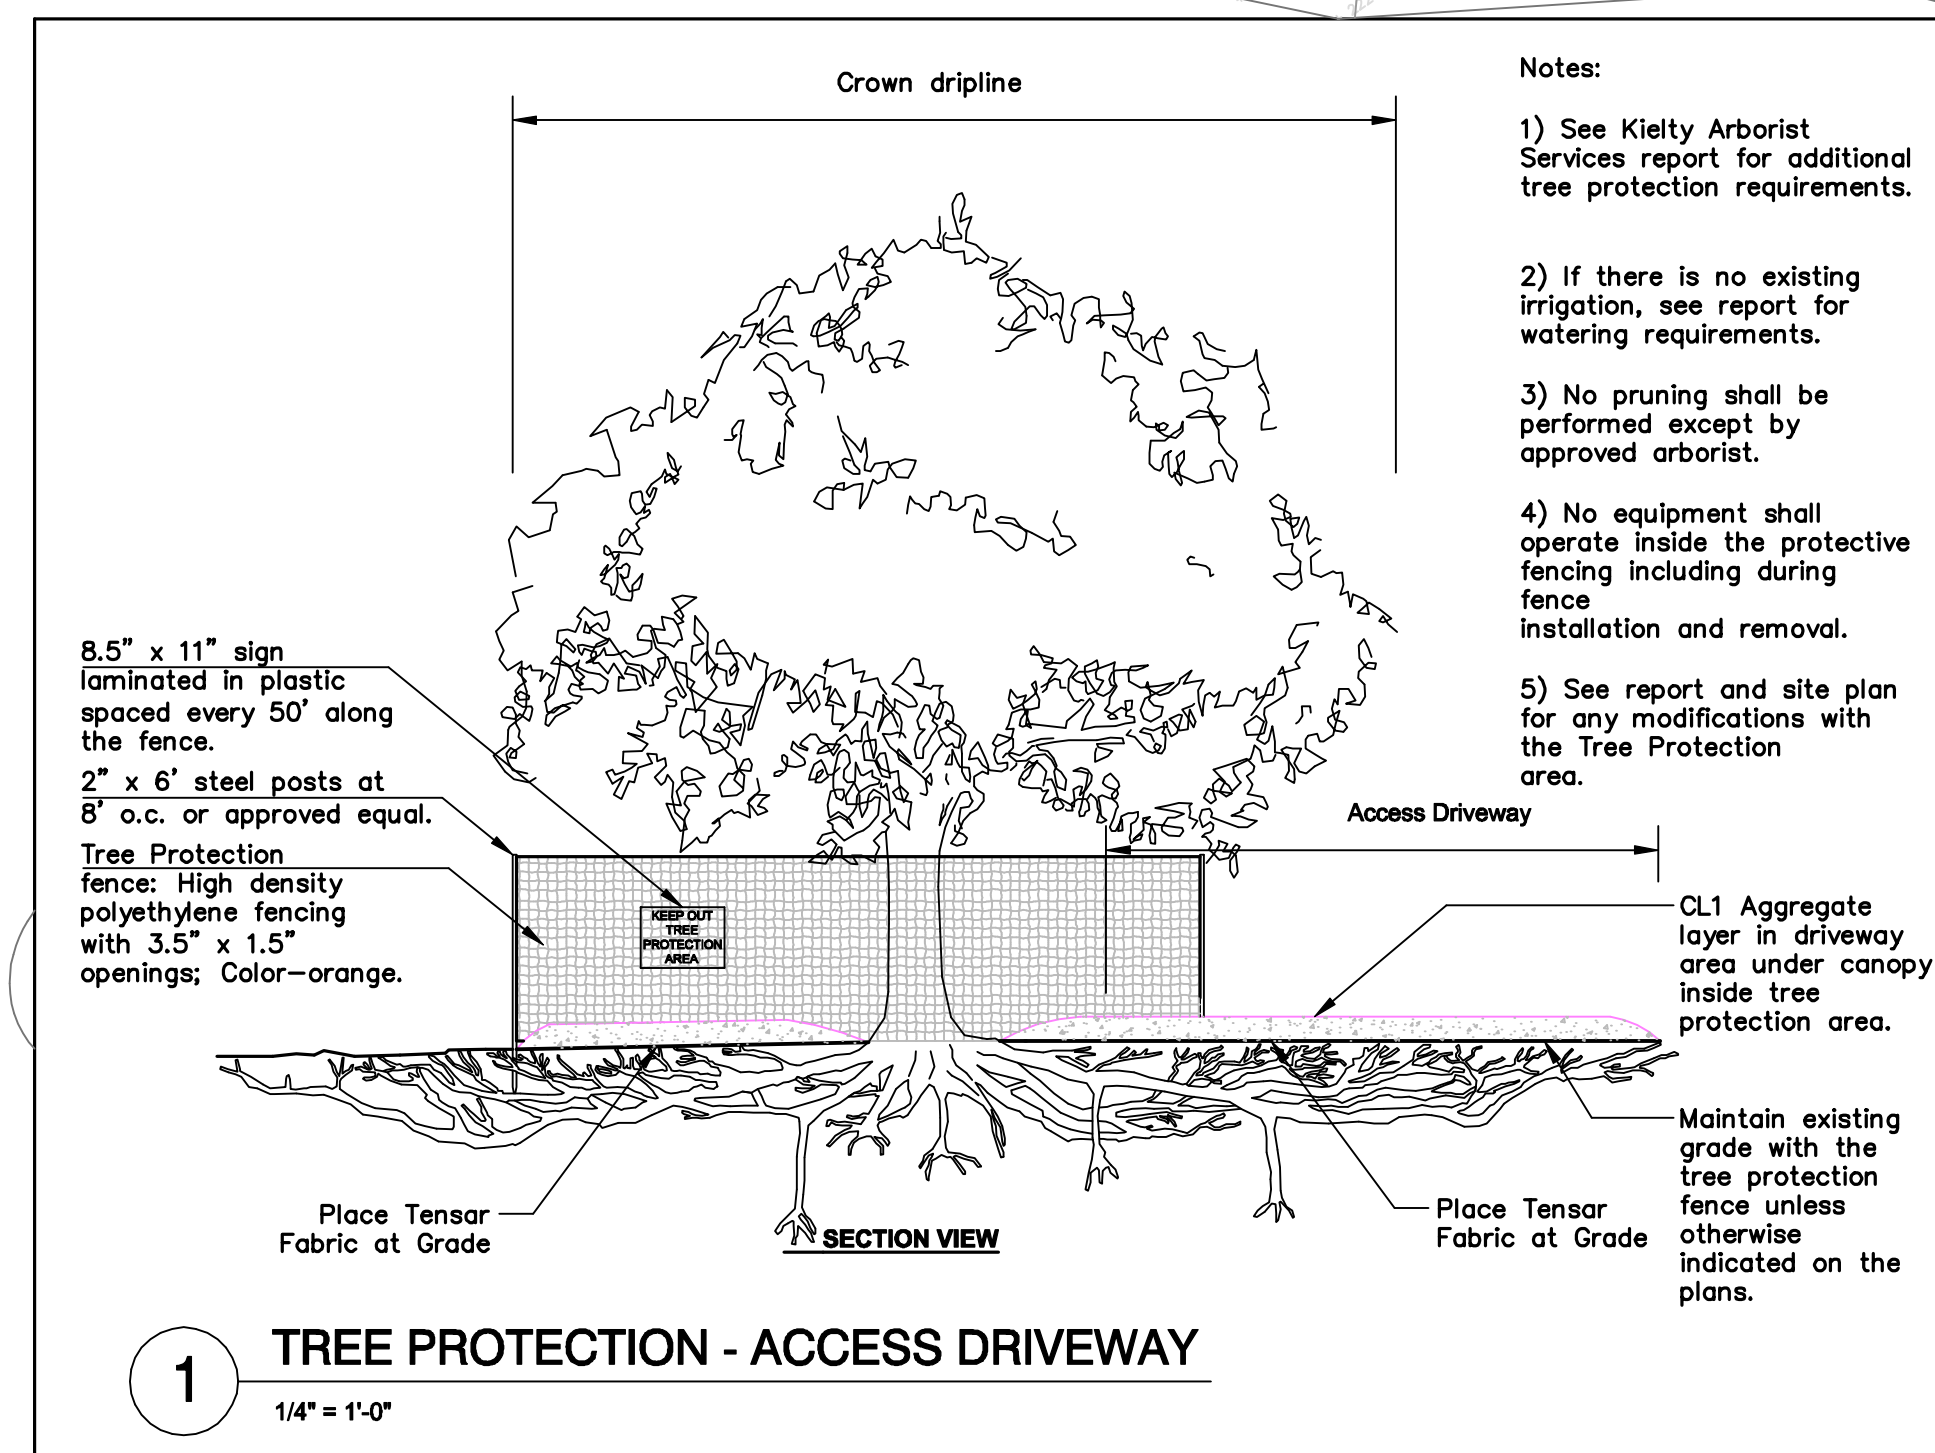 Crown dripline
Notes:
1) See Kielty Arborist
Services report for additional
tree protection requirements.
2) If there is no existing
irrigation, see report for
watering requirements.
3) No pruning shall be
performed except by
approved arborist.
4) No equipment shall
operate inside the protective
fencing including during
fence
installation and removal.
5) See report and site plan
for any modifications with
the Tree Protection
area.
8.5" x 11" sign
laminated in plastic
spaced every 50' along
the fence.
2" x 6' steel posts at
8' o.c. or approved equal.
Tree Protection
fence: High density
polyethylene fencing
with 3.5" x 1.5"
openings; Color-orange.
KEEP OUT
TREE
PROTECTION
AREA
Access Driveway
CL1 Aggregate
layer in driveway
area under canopy
inside tree
protection area.
Maintain existing
grade with the
tree protection
fence unless
otherwise
indicated on the
plans.
Place Tensar
Fabric at Grade
Place Tensar
Fabric at Grade
SECTION VIEW
1
TREE PROTECTION - ACCESS DRIVEWAY
1/4" = 1'-0"